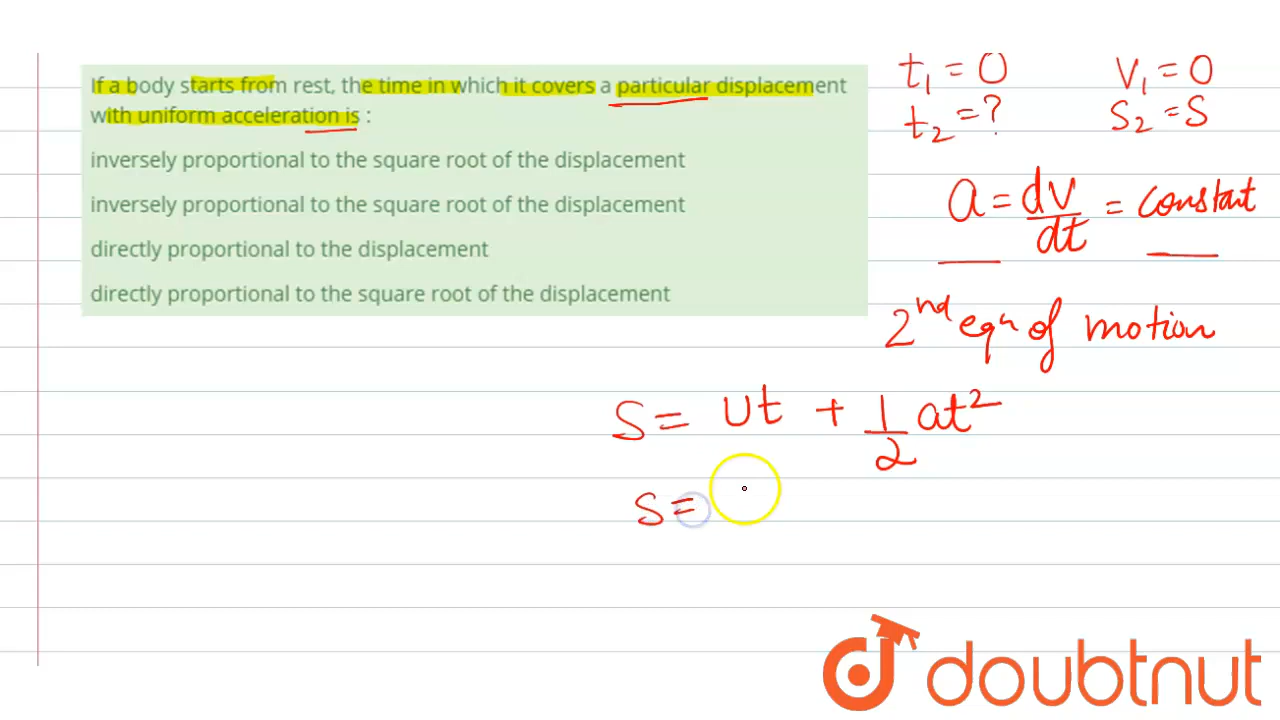 If a body starts from rest, the time in which it covers a particular displacement
with uniform acceleration is :
inversely proportional to the square root of the displacement
inversely proportional to the square root of the displacement
directly proportional to the displacement
directly proportional to the square root of the displacement
t₁ = 0 V₁ = 0
t₂ = ? S₂ = S
a = dv/dt = constant
2nd eqn of motion
S = Ut + 1/2 at²
S =
doubtnut